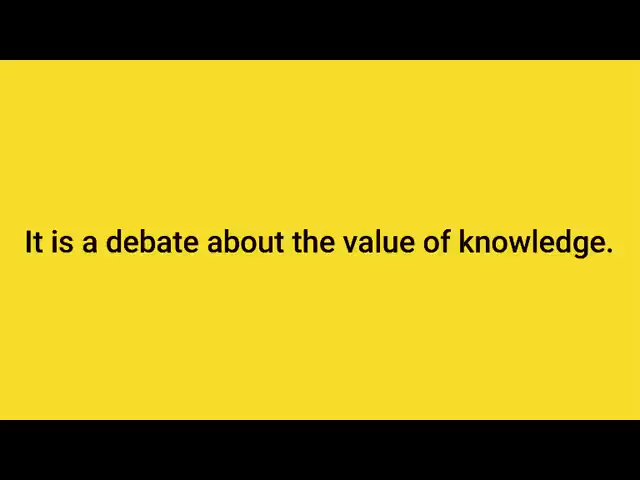 It is a debate about the value of knowledge.